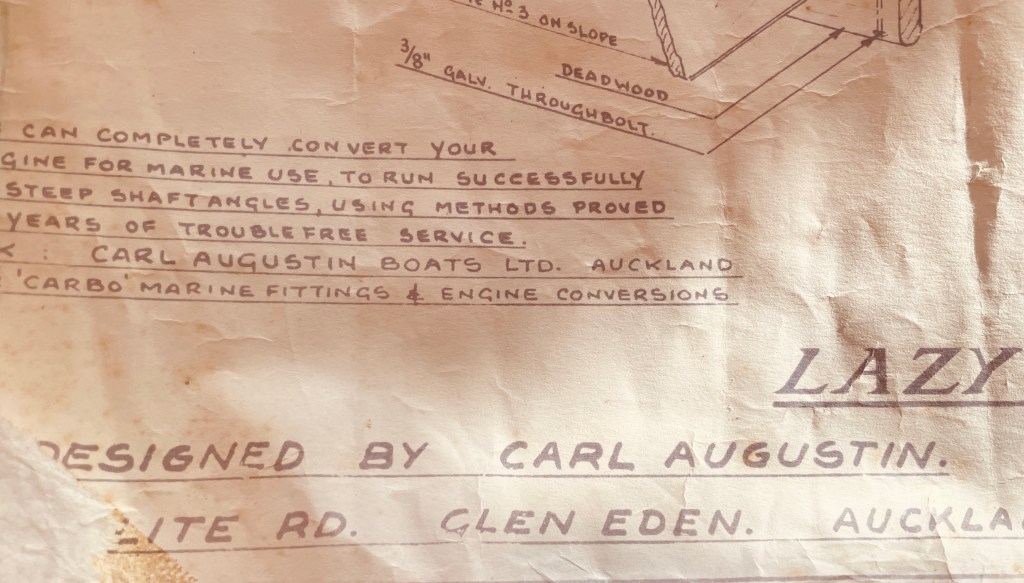 Nº 3 ON SLOPE
3/8" GALV. THROUGHBOLT.
DEADWOOD
CAN COMPLETELY CONVERT YOUR
GINE FOR MARINE USE, TO RUN SUCCESSFULLY
STEEP SHAFT ANGLES, USING METHODS PROVED
YEARS OF TROUBLE FREE SERVICE.
: CARL AUGUSTIN BOATS LTD. AUCKLAND
'CARBO' MARINE FITTINGS & ENGINE CONVERSIONS
LAZY
DESIGNED BY CARL AUGUSTIN.
ITE RD. GLEN EDEN. AUCKLA